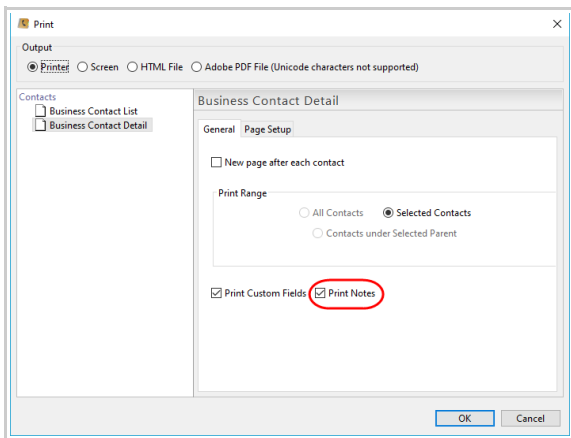 Print
Output
Printer Screen HTML File Adobe PDF File (Unicode characters not supported)
Contacts
Business Contact List
Business Contact Detail
Business Contact Detail
General Page Setup
New page after each contact
Print Range
All Contacts Selected Contacts
Contacts under Selected Parent
Print Custom Fields Print Notes
OK Cancel